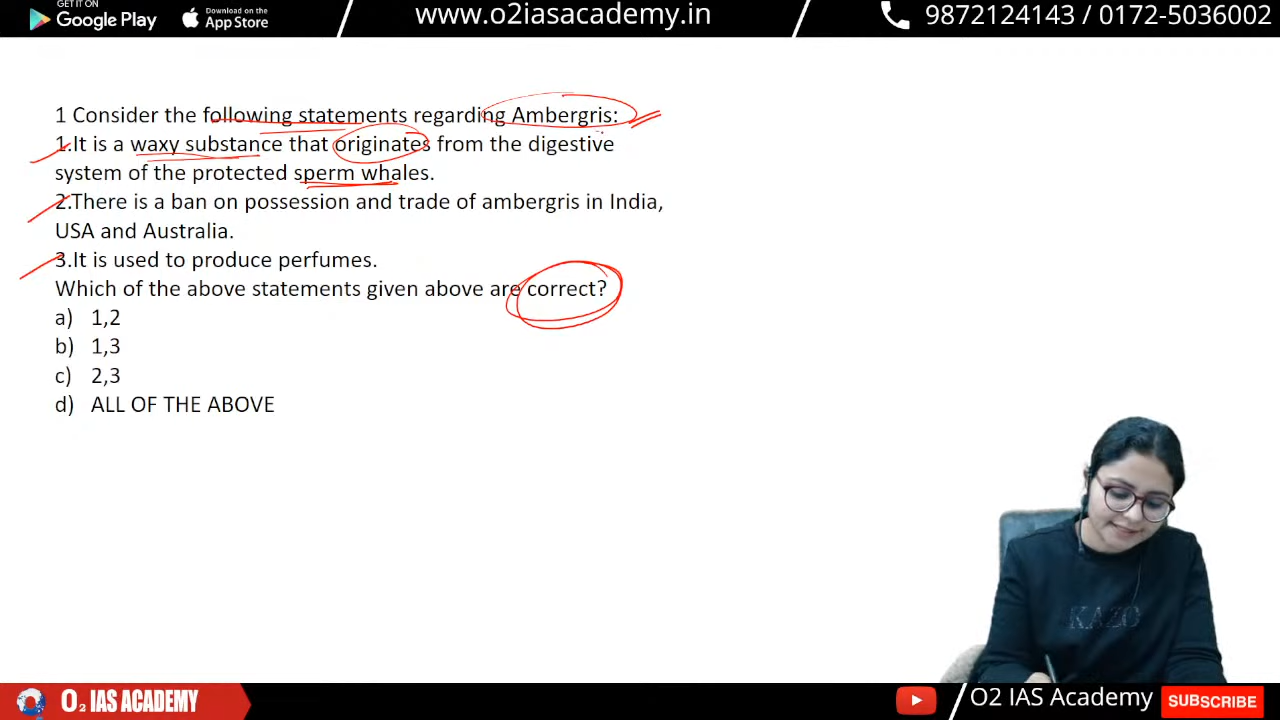 GET IT ON
Google Play
Download on the
App Store
www.o2iasacademy.in
9872124143 / 0172-5036002
1 Consider the following statements regarding Ambergris:
1.It is a waxy substance that originates from the digestive
system of the protected sperm whales.
2.There is a ban on possession and trade of ambergris in India,
USA and Australia.
3.It is used to produce perfumes.
Which of the above statements given above are correct?
a) 1,2
b) 1,3
c) 2,3
d) ALL OF THE ABOVE
KAZO
O2 IAS ACADEMY
O2 IAS Academy
SUBSCRIBE